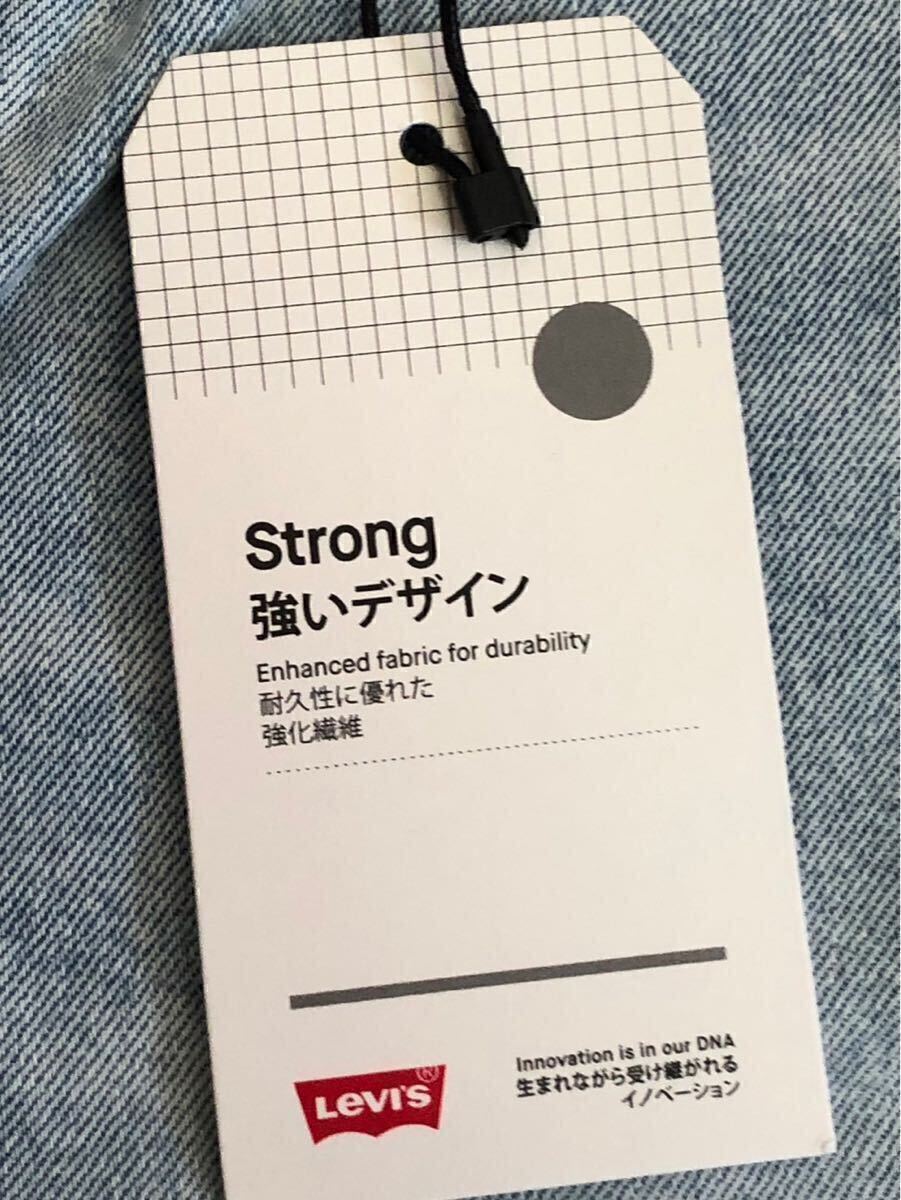 Strong
強いデザイン
Enhanced fabric for durability
耐久性に優れた
強化繊維
Levi's®
Innovation is in our DNA
生まれながら受け継がれる
イノベーション